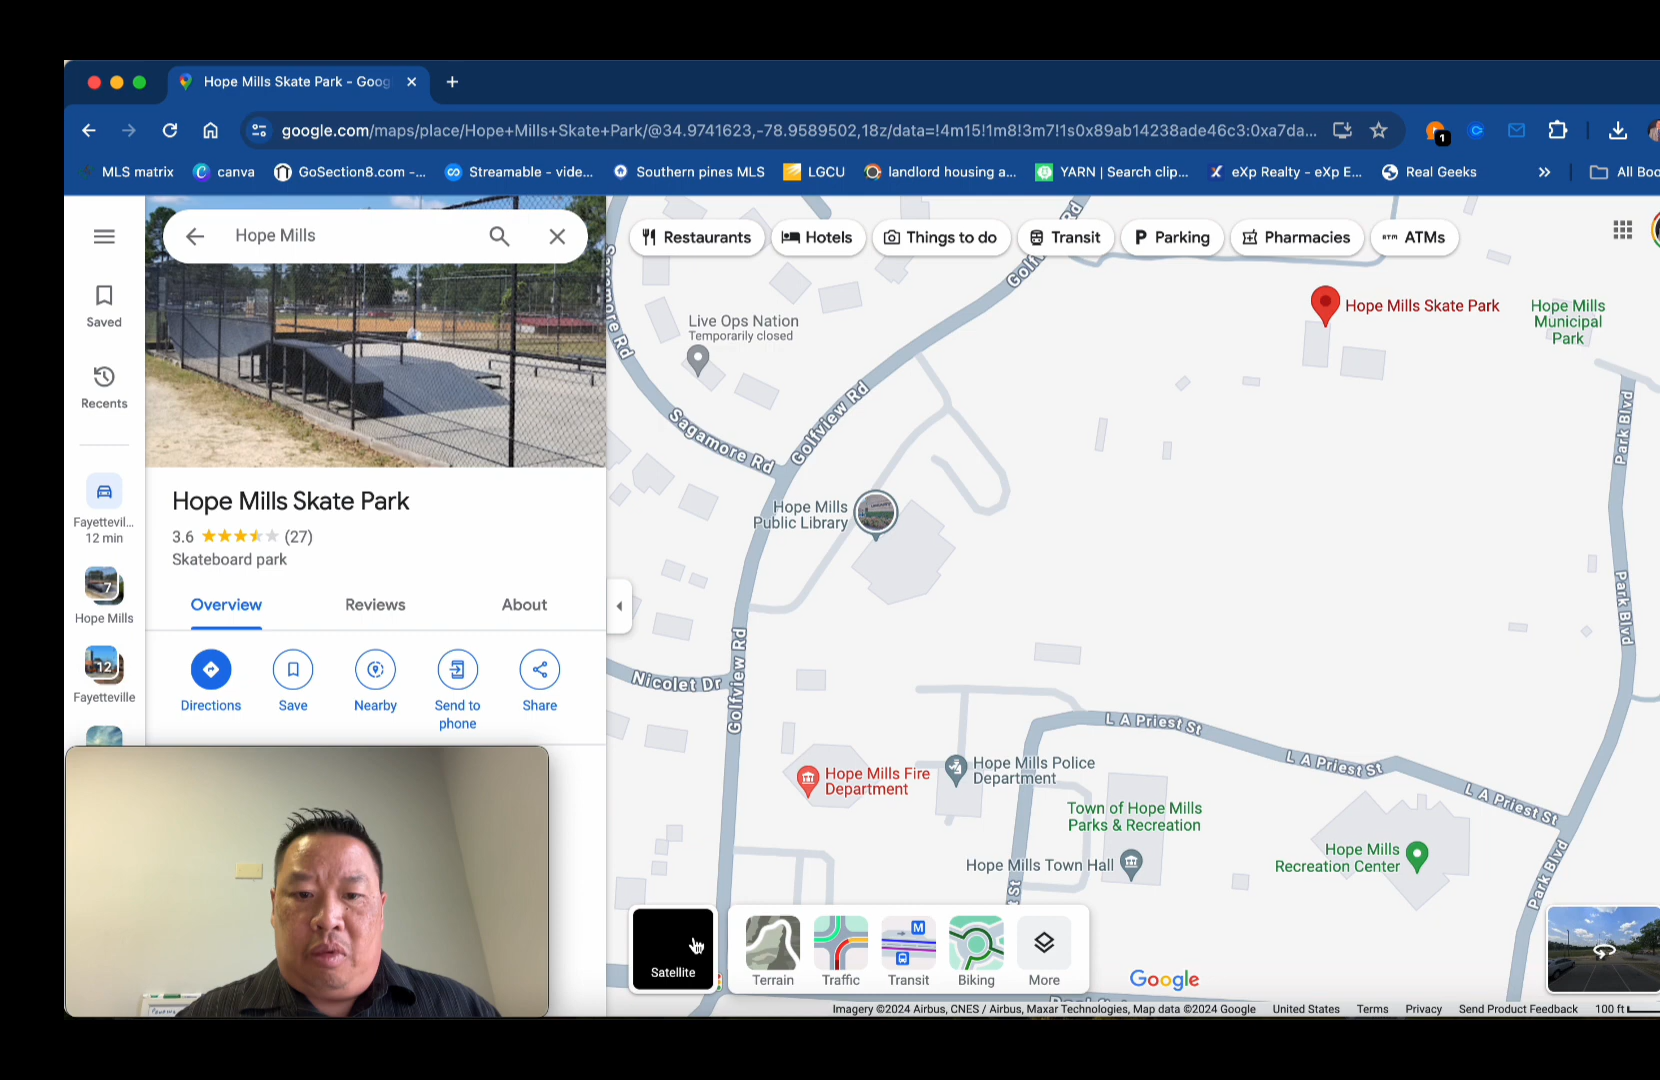 Hope Mills Skate Park - Goog
google.com/maps/place/Hope+Mills+Skate+Park/@34.9741623,-78.9589502,18z/data=!4m15!1m8!3m7!1s0x89ab14238ade46c3:0xa7da...
1
MLS matrix
canva
GoSection8.com -...
Streamable - vide...
Southern pines MLS
LGCU
landlord housing a...
YARN | Search clip...
eXp Realty - eXp E...
Real Geeks
»
All Boo
Hope Mills
Saved
Recents
Fayettevil...
12 min
7
Hope Mills
12
Fayetteville
Hope Mills Skate Park
3.6
(27)
Skateboard park
Overview
Reviews
About
Directions
Save
Nearby
Send to
phone
Share
Restaurants
Hotels
Things to do
Transit
P Parking
Pharmacies
ATM ATMs
Golfview Rd
Sagamore Rd
Live Ops Nation
Temporarily closed
Hope Mills Skate Park
Hope Mills
Municipal
Park
Sagamore Rd
Golfview Rd
Park Blvd
Hope Mills
Public Library
Park Blvd
Nicolet Dr
Golfview Rd
L A Priest St
L A Priest St
L A Priest St
Hope Mills Fire
Department
Hope Mills Police
Department
Town of Hope Mills
Parks & Recreation
Hope Mills Town Hall
Hope Mills
Recreation Center
Park Blvd
St
Satellite
Terrain
Traffic
M
Transit
Biking
More
Google
Imagery ©2024 Airbus, CNES / Airbus, Maxar Technologies, Map data ©2024 Google
United States
Terms
Privacy
Send Product Feedback
100 ft